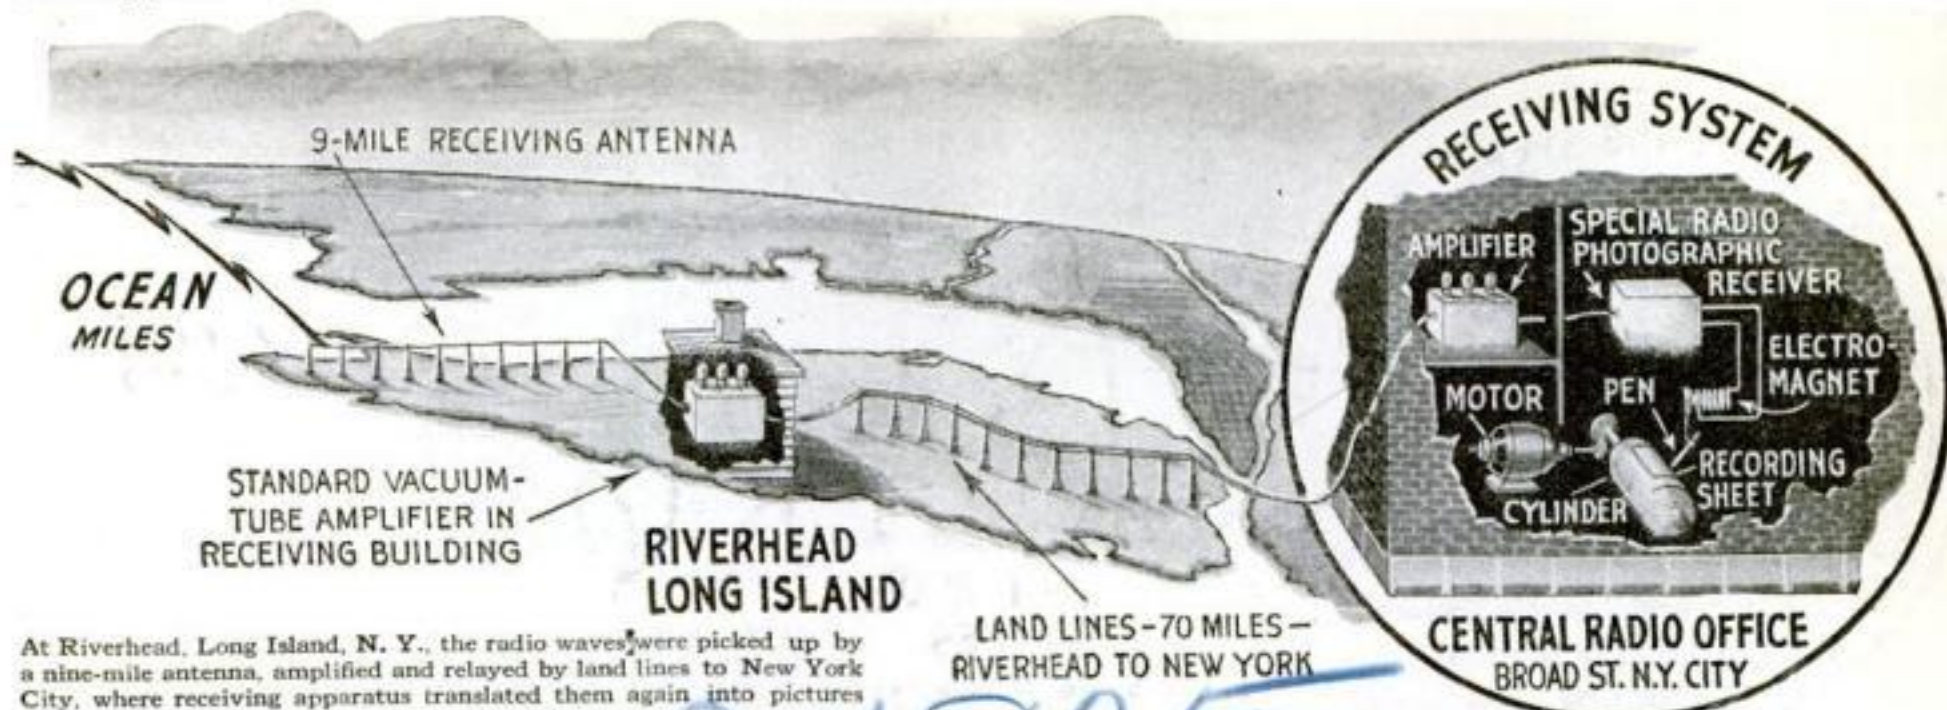 9-MILE RECEIVING ANTENNA
OCEAN
MILES
STANDARD VACUUM-
TUBE AMPLIFIER IN
RECEIVING BUILDING
RIVERHEAD
LONG ISLAND
LAND LINES-70 MILES-
RIVERHEAD TO NEW YORK
RECEIVING SYSTEM
AMPLIFIER
SPECIAL RADIO
PHOTOGRAPHIC
RECEIVER
ELECTRO-
MAGNET
MOTOR
PEN
RECORDING
SHEET
CYLINDER
CENTRAL RADIO OFFICE
BROAD ST. N.Y. CITY
At Riverhead, Long Island, N. Y., the radio waves were picked up by
a nine-mile antenna, amplified and relayed by land lines to New York
City, where receiving apparatus translated them again into pictures